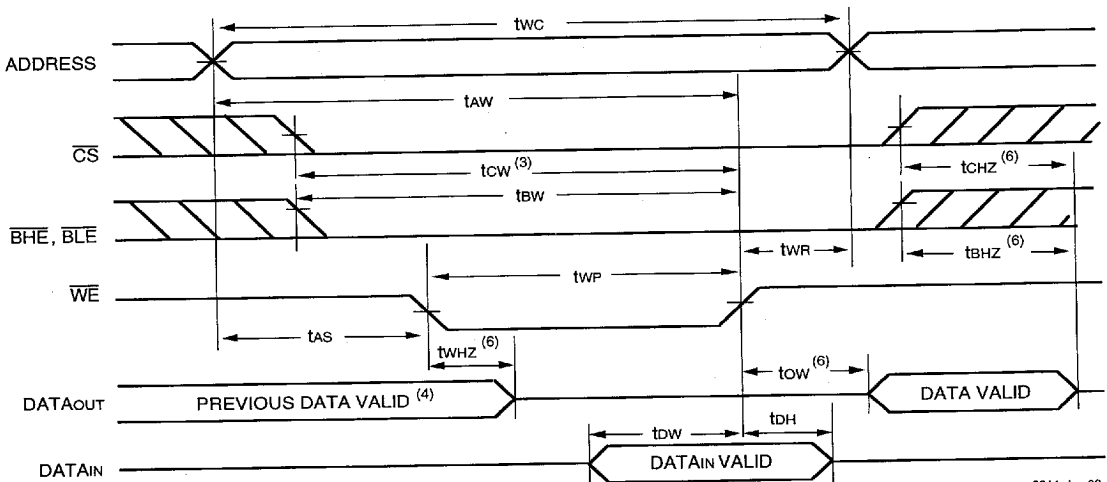 tWC
ADDRESS
tAW
CS
tCW (3)
tCHZ (6)
tBW
BHE, BLE
tWR
tBHZ (6)
tWP
WE
tAS
tWHZ (6)
tOW (6)
DATAOUT
PREVIOUS DATA VALID (4)
DATA VALID
tDW
tDH
DATAIN
DATAIN VALID